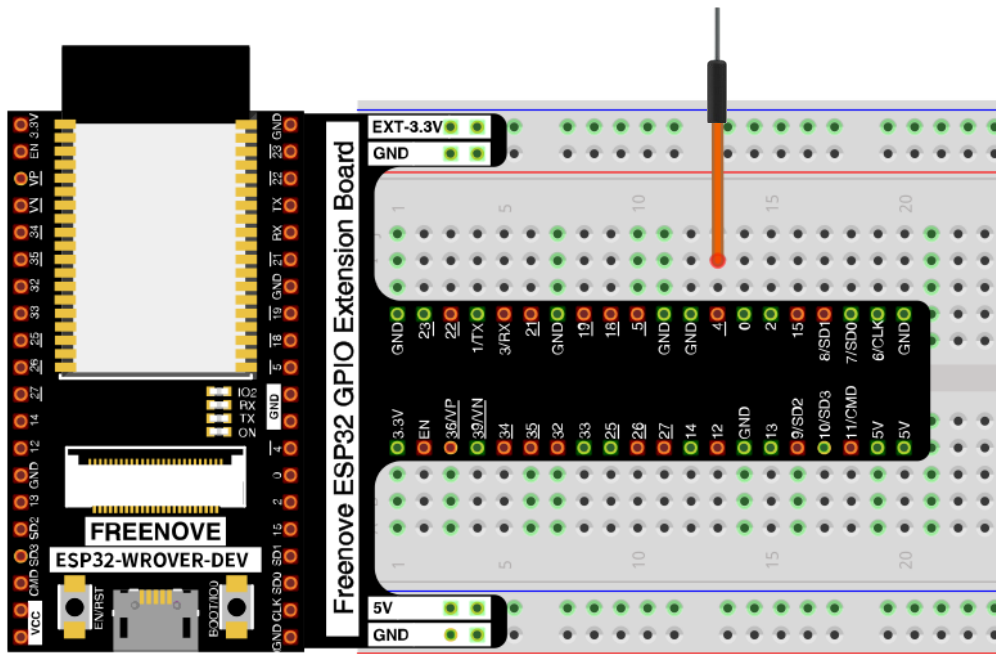 3.3V
EN
VP
VN
34
35
32
33
25
26
27
14
12
GND
13
SD2
SD3
CMD
VCC
GND
23
22
TX
RX
21
GND
19
18
5
GND
4
0
2
15
SD1
SD0
CLK
GND
IO2
RX
TX
ON
FREENOVE
ESP32-WROVER-DEV
EN/RST
BOOT/IO0
Freenove ESP32 GPIO Extension Board
EXT-3.3V
GND
1 5 10 15 20
GND 23 22 1/TX 3/RX 21 GND 19 18 5 GND GND 4 0 2 15 8/SD1 7/SD0 6/CLK GND
3.3V EN 36/VP 39/VN 34 35 32 33 25 26 27 14 12 GND 13 9/SD2 10/SD3 11/CMD 5V 5V
1 5 10 15 20
5V
GND